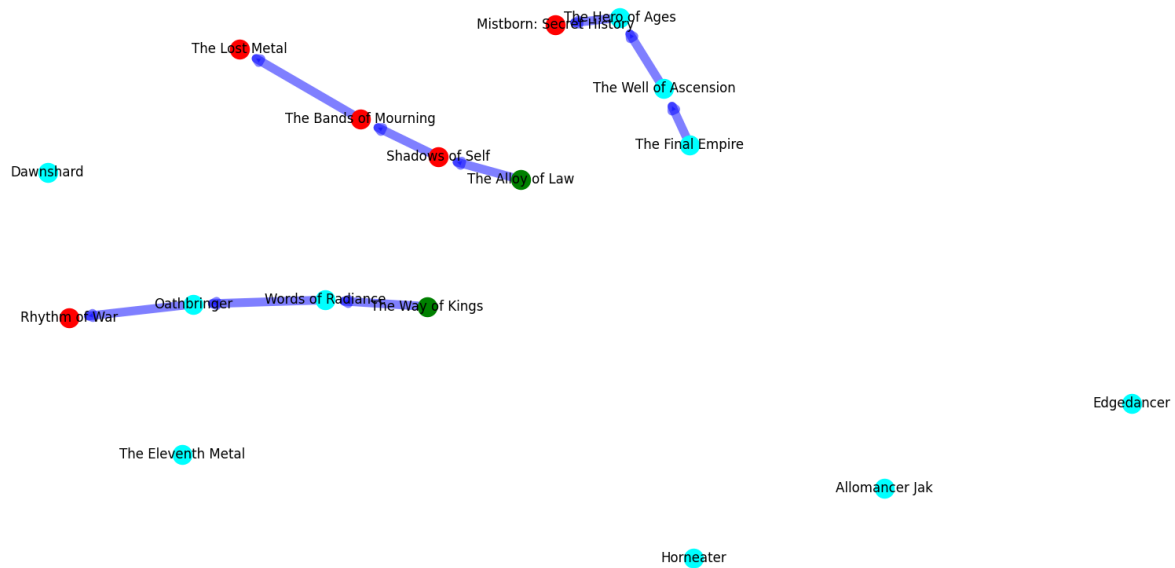 The Hero of Ages
Mistborn: Secret History
The Lost Metal
The Well of Ascension
The Bands of Mourning
The Final Empire
Shadows of Self
Dawnshard
The Alloy of Law
Words of Radiance
Oathbringer
The Way of Kings
Rhythm of War
Edgedancer
The Eleventh Metal
Allomancer Jak
Horneater